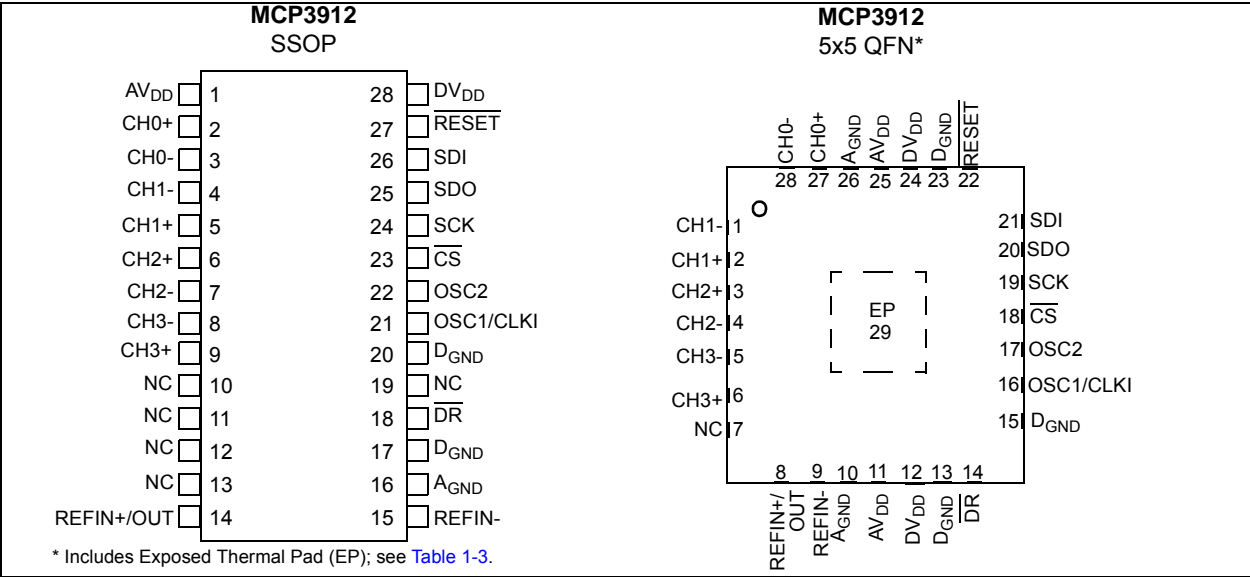 MCP3912
SSOP
AVDD 1 28 DVDD
CH0+ 2 27 RESET
CH0- 3 26 SDI
CH1- 4 25 SDO
CH1+ 5 24 SCK
CH2+ 6 23 CS
CH2- 7 22 OSC2
CH3- 8 21 OSC1/CLKI
CH3+ 9 20 DGND
NC 10 19 NC
NC 11 18 DR
NC 12 17 DGND
NC 13 16 AGND
REFIN+/OUT 14 15 REFIN-
* Includes Exposed Thermal Pad (EP); see Table 1-3.
MCP3912
5x5 QFN*
CH0- CH0+ AGND AVDD DVDD DGND RESET
28 27 26 25 24 23 22
CH1- 1 21 SDI
CH1+ 2 20 SDO
CH2+ 3 19 SCK
CH2- 4 18 CS
CH3- 5 17 OSC2
CH3+ 6 16 OSC1/CLKI
NC 7 15 DGND
EP
29
8 9 10 11 12 13 14
REFIN+/
OUT
REFIN- AGND AVDD DVDD DGND DR